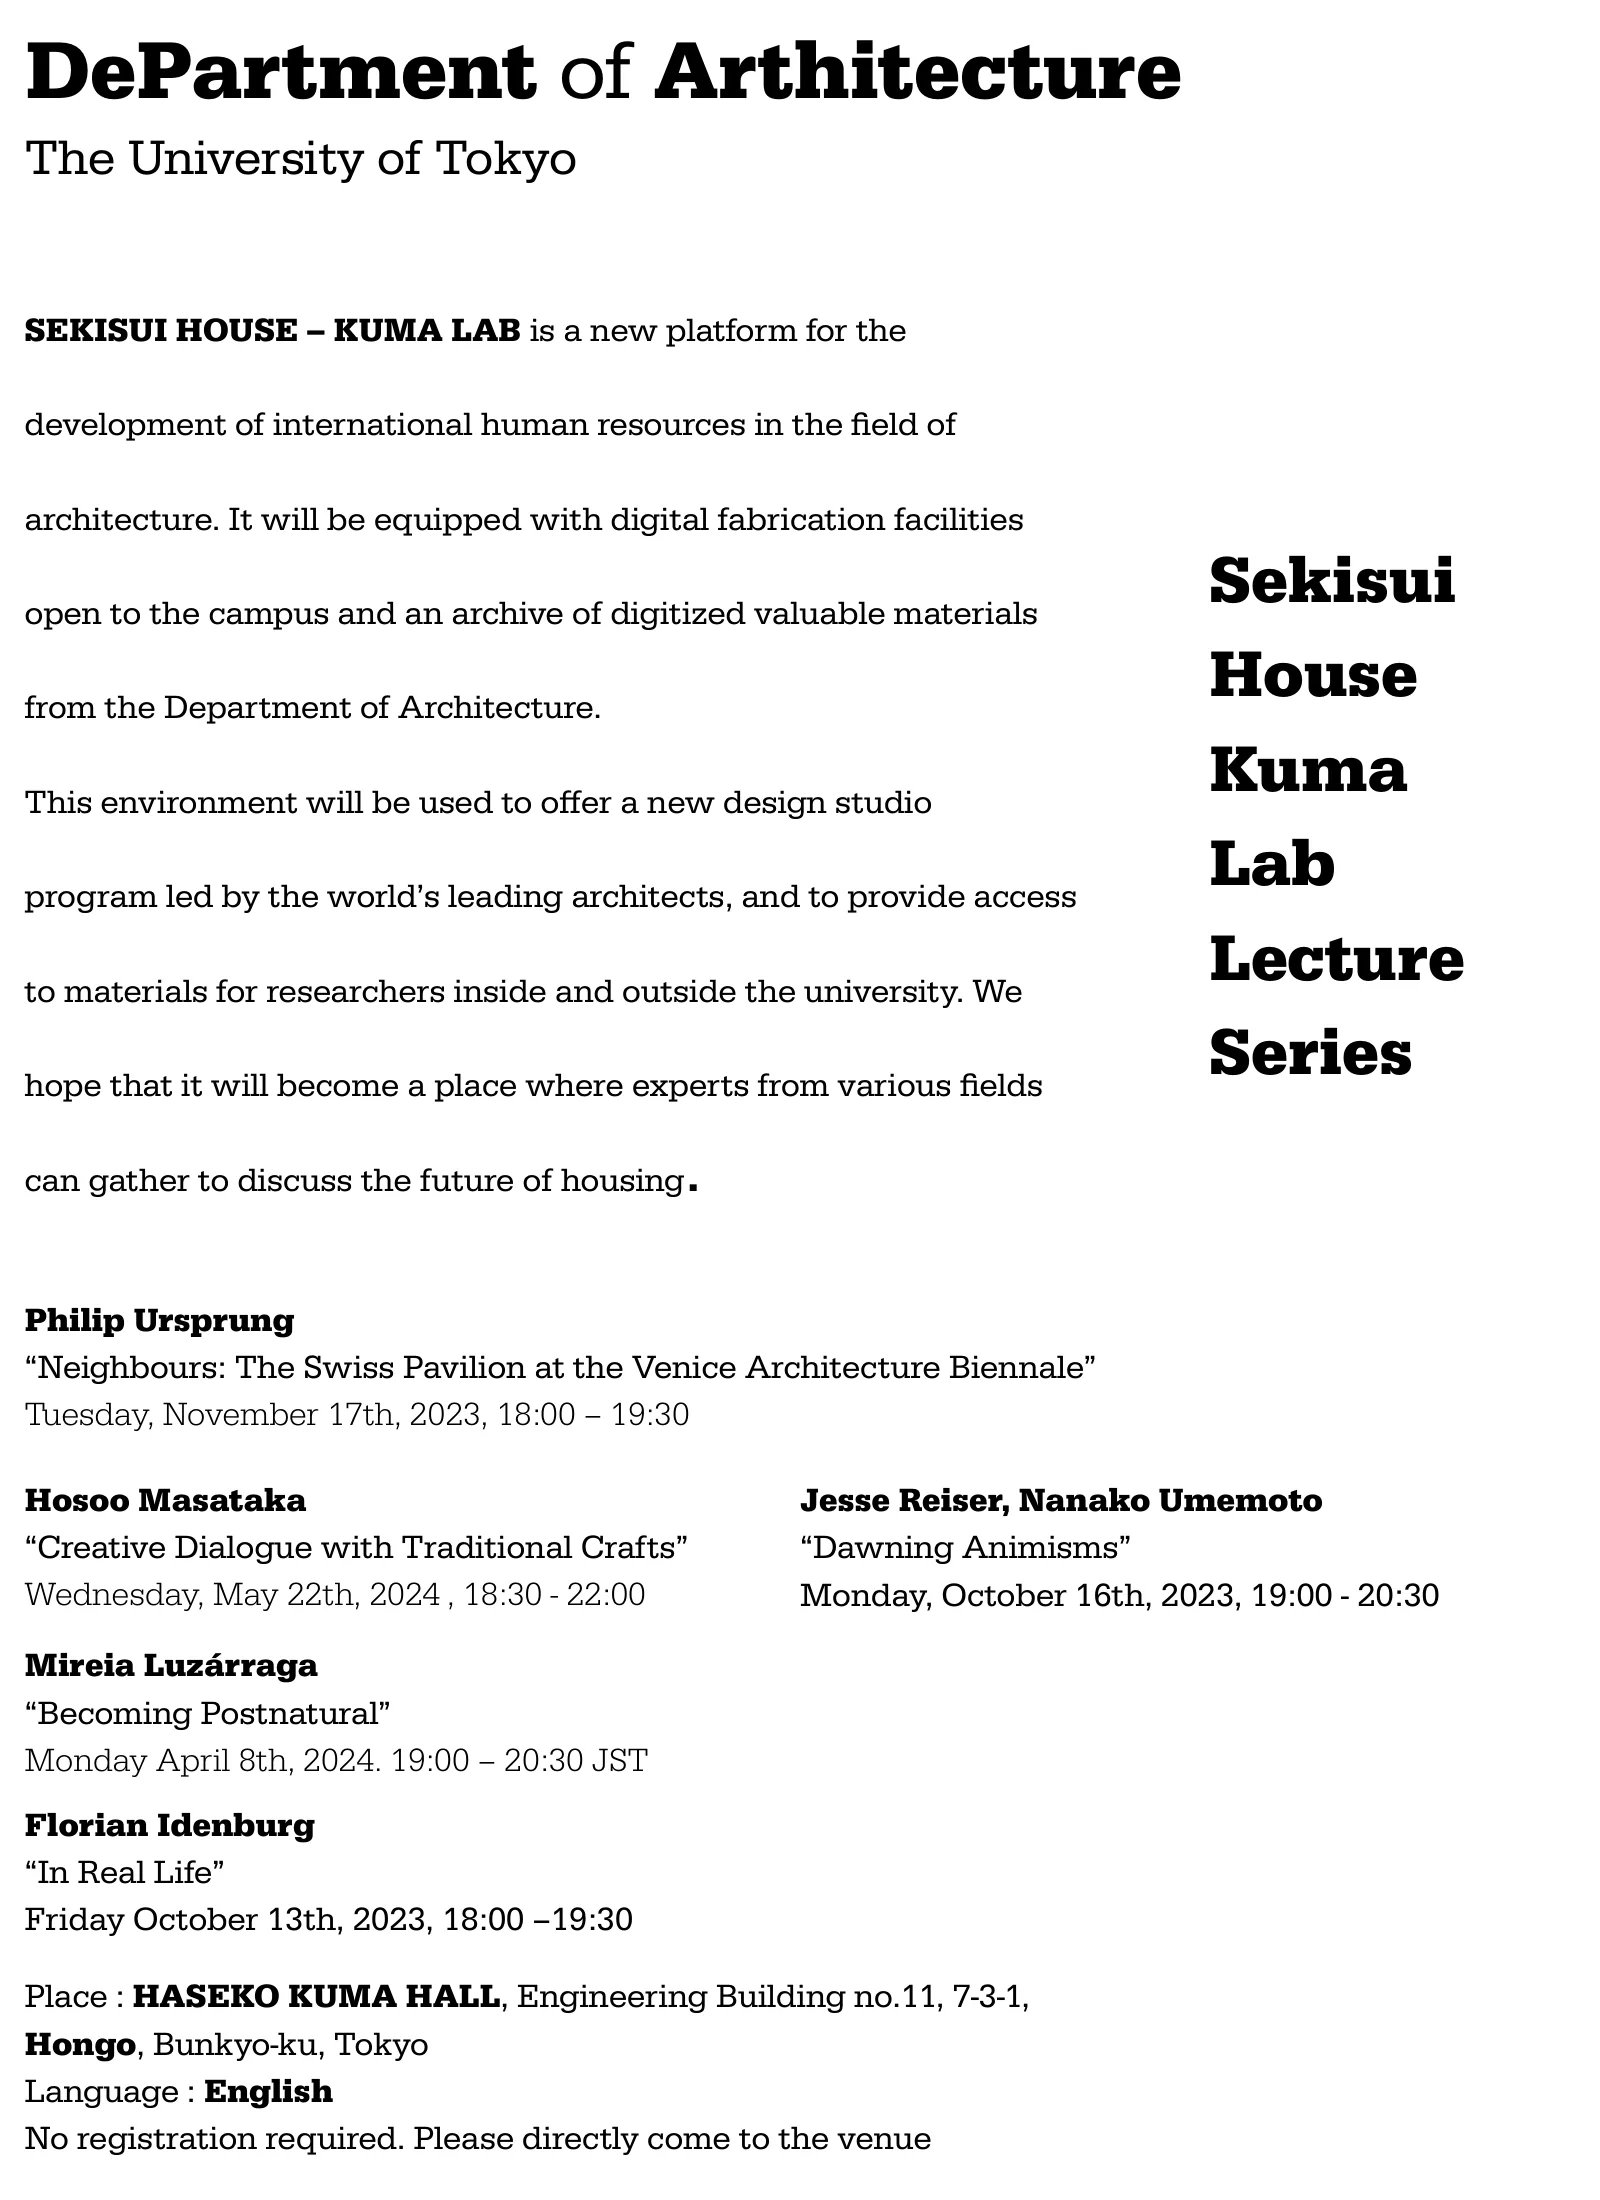 DePartment of Arthitecture
The University of Tokyo
SEKISUI HOUSE – KUMA LAB is a new platform for the
development of international human resources in the field of
architecture. It will be equipped with digital fabrication facilities
open to the campus and an archive of digitized valuable materials
from the Department of Architecture.
This environment will be used to offer a new design studio
program led by the world’s leading architects, and to provide access
to materials for researchers inside and outside the university. We
hope that it will become a place where experts from various fields
can gather to discuss the future of housing.
Sekisui
House
Kuma
Lab
Lecture
Series
Philip Ursprung
“Neighbours: The Swiss Pavilion at the Venice Architecture Biennale”
Tuesday, November 17th, 2023, 18:00 – 19:30
Hosoo Masataka
“Creative Dialogue with Traditional Crafts”
Wednesday, May 22th, 2024 , 18:30 - 22:00
Jesse Reiser, Nanako Umemoto
“Dawning Animisms”
Monday, October 16th, 2023, 19:00 - 20:30
Mireia Luzárraga
“Becoming Postnatural”
Monday April 8th, 2024. 19:00 – 20:30 JST
Florian Idenburg
“In Real Life”
Friday October 13th, 2023, 18:00 –19:30
Place : HASEKO KUMA HALL, Engineering Building no.11, 7-3-1,
Hongo, Bunkyo-ku, Tokyo
Language : English
No registration required. Please directly come to the venue